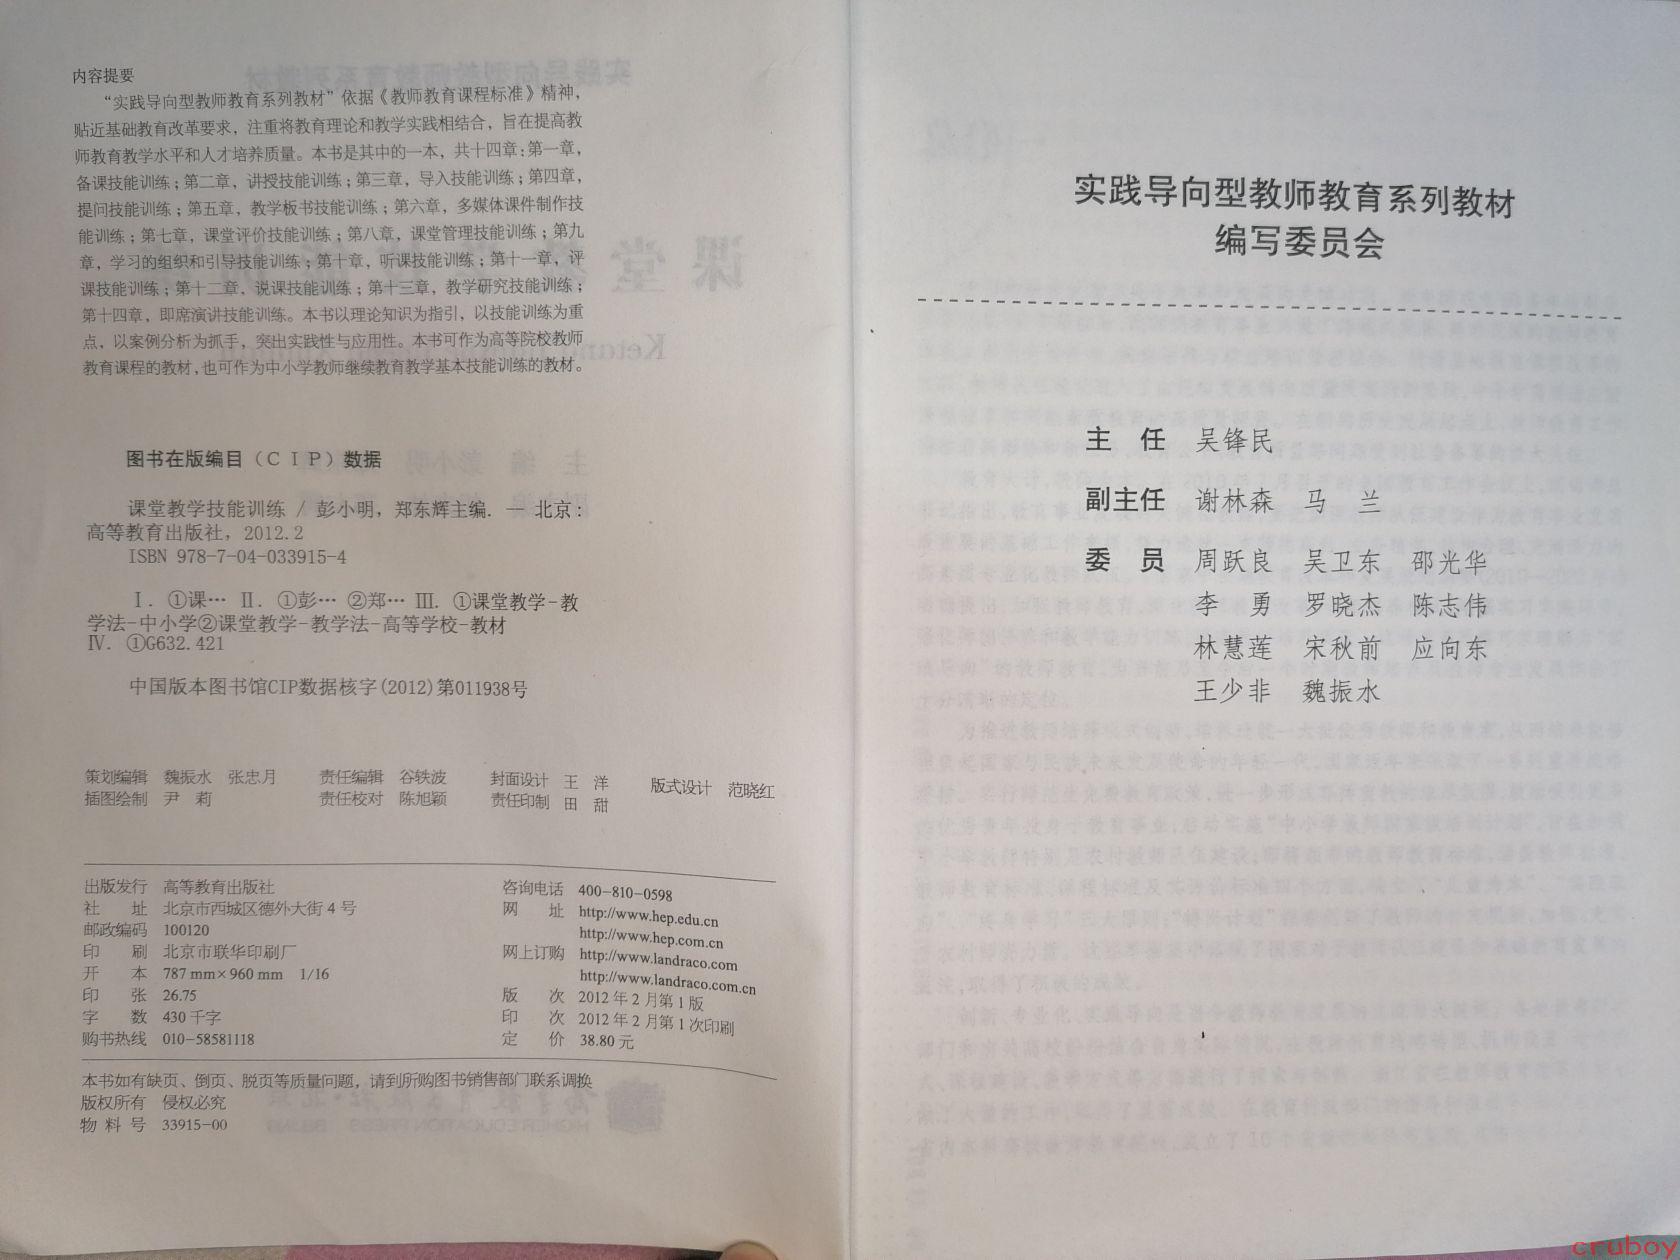 内容提要
“实践导向型教师教育系列教材”依据《教师教育课程标准》精神，
贴近基础教育改革要求，注重将教育理论和教学实践相结合，旨在提高教
师教育教学水平和人才培养质量。本书是其中的一本，共十四章：第一章，
备课技能训练；第二章，讲授技能训练；第三章，导入技能训练；第四章，
提问技能训练；第五章，教学板书技能训练；第六章，多媒体课件制作技
能训练；第七章，课堂评价技能训练；第八章，课堂管理技能训练；第九
章，学习的组织和引导技能训练；第十章，听课技能训练；第十一章，评
课技能训练；第十二章，说课技能训练；第十三章，教学研究技能训练；
第十四章，即席演讲技能训练。本书以理论知识为指引，以技能训练为重
点，以案例分析为抓手，突出实践性与应用性。本书可作为高等院校教师
教育课程的教材，也可作为中小学教师继续教育教学基本技能训练的教材。
图书在版编目（CIP）数据
课堂教学技能训练 / 彭小明，郑东辉主编. — 北京：
高等教育出版社，2012.2
ISBN 978-7-04-033915-4
Ⅰ. ①课… Ⅱ. ①彭… ②郑… Ⅲ. ①课堂教学-教
学法-中小学②课堂教学-教学法-高等学校-教材
Ⅳ. ①G632.421
中国版本图书馆CIP数据核字(2012)第011938号
策划编辑 魏振水 张忠月 责任编辑 谷轶波 封面设计 王 洋 版式设计 范晓红
插图绘制 尹 莉 责任校对 陈旭颖 责任印制 田 甜
出版发行 高等教育出版社
社 址 北京市西城区德外大街4号
邮政编码 100120
印 刷 北京市联华印刷厂
开 本 787 mm×960 mm 1/16
印 张 26.75
字 数 430 千字
购书热线 010-58581118
咨询电话 400-810-0598
网 址 http://www.hep.edu.cn
http://www.hep.com.cn
网上订购 http://www.landraco.com
http://www.landraco.com.cn
版 次 2012年2月第1版
印 次 2012年2月第1次印刷
定 价 38.80元
本书如有缺页、倒页、脱页等质量问题，请到所购图书销售部门联系调换
版权所有 侵权必究
物 料 号 33915-00
实践导向型教师教育系列教材
编写委员会
主 任 吴锋民
副主任 谢林森 马 兰
委 员 周跃良 吴卫东 邵光华
李 勇 罗晓杰 陈志伟
林慧莲 宋秋前 应向东
王少非 魏振水
cruboy